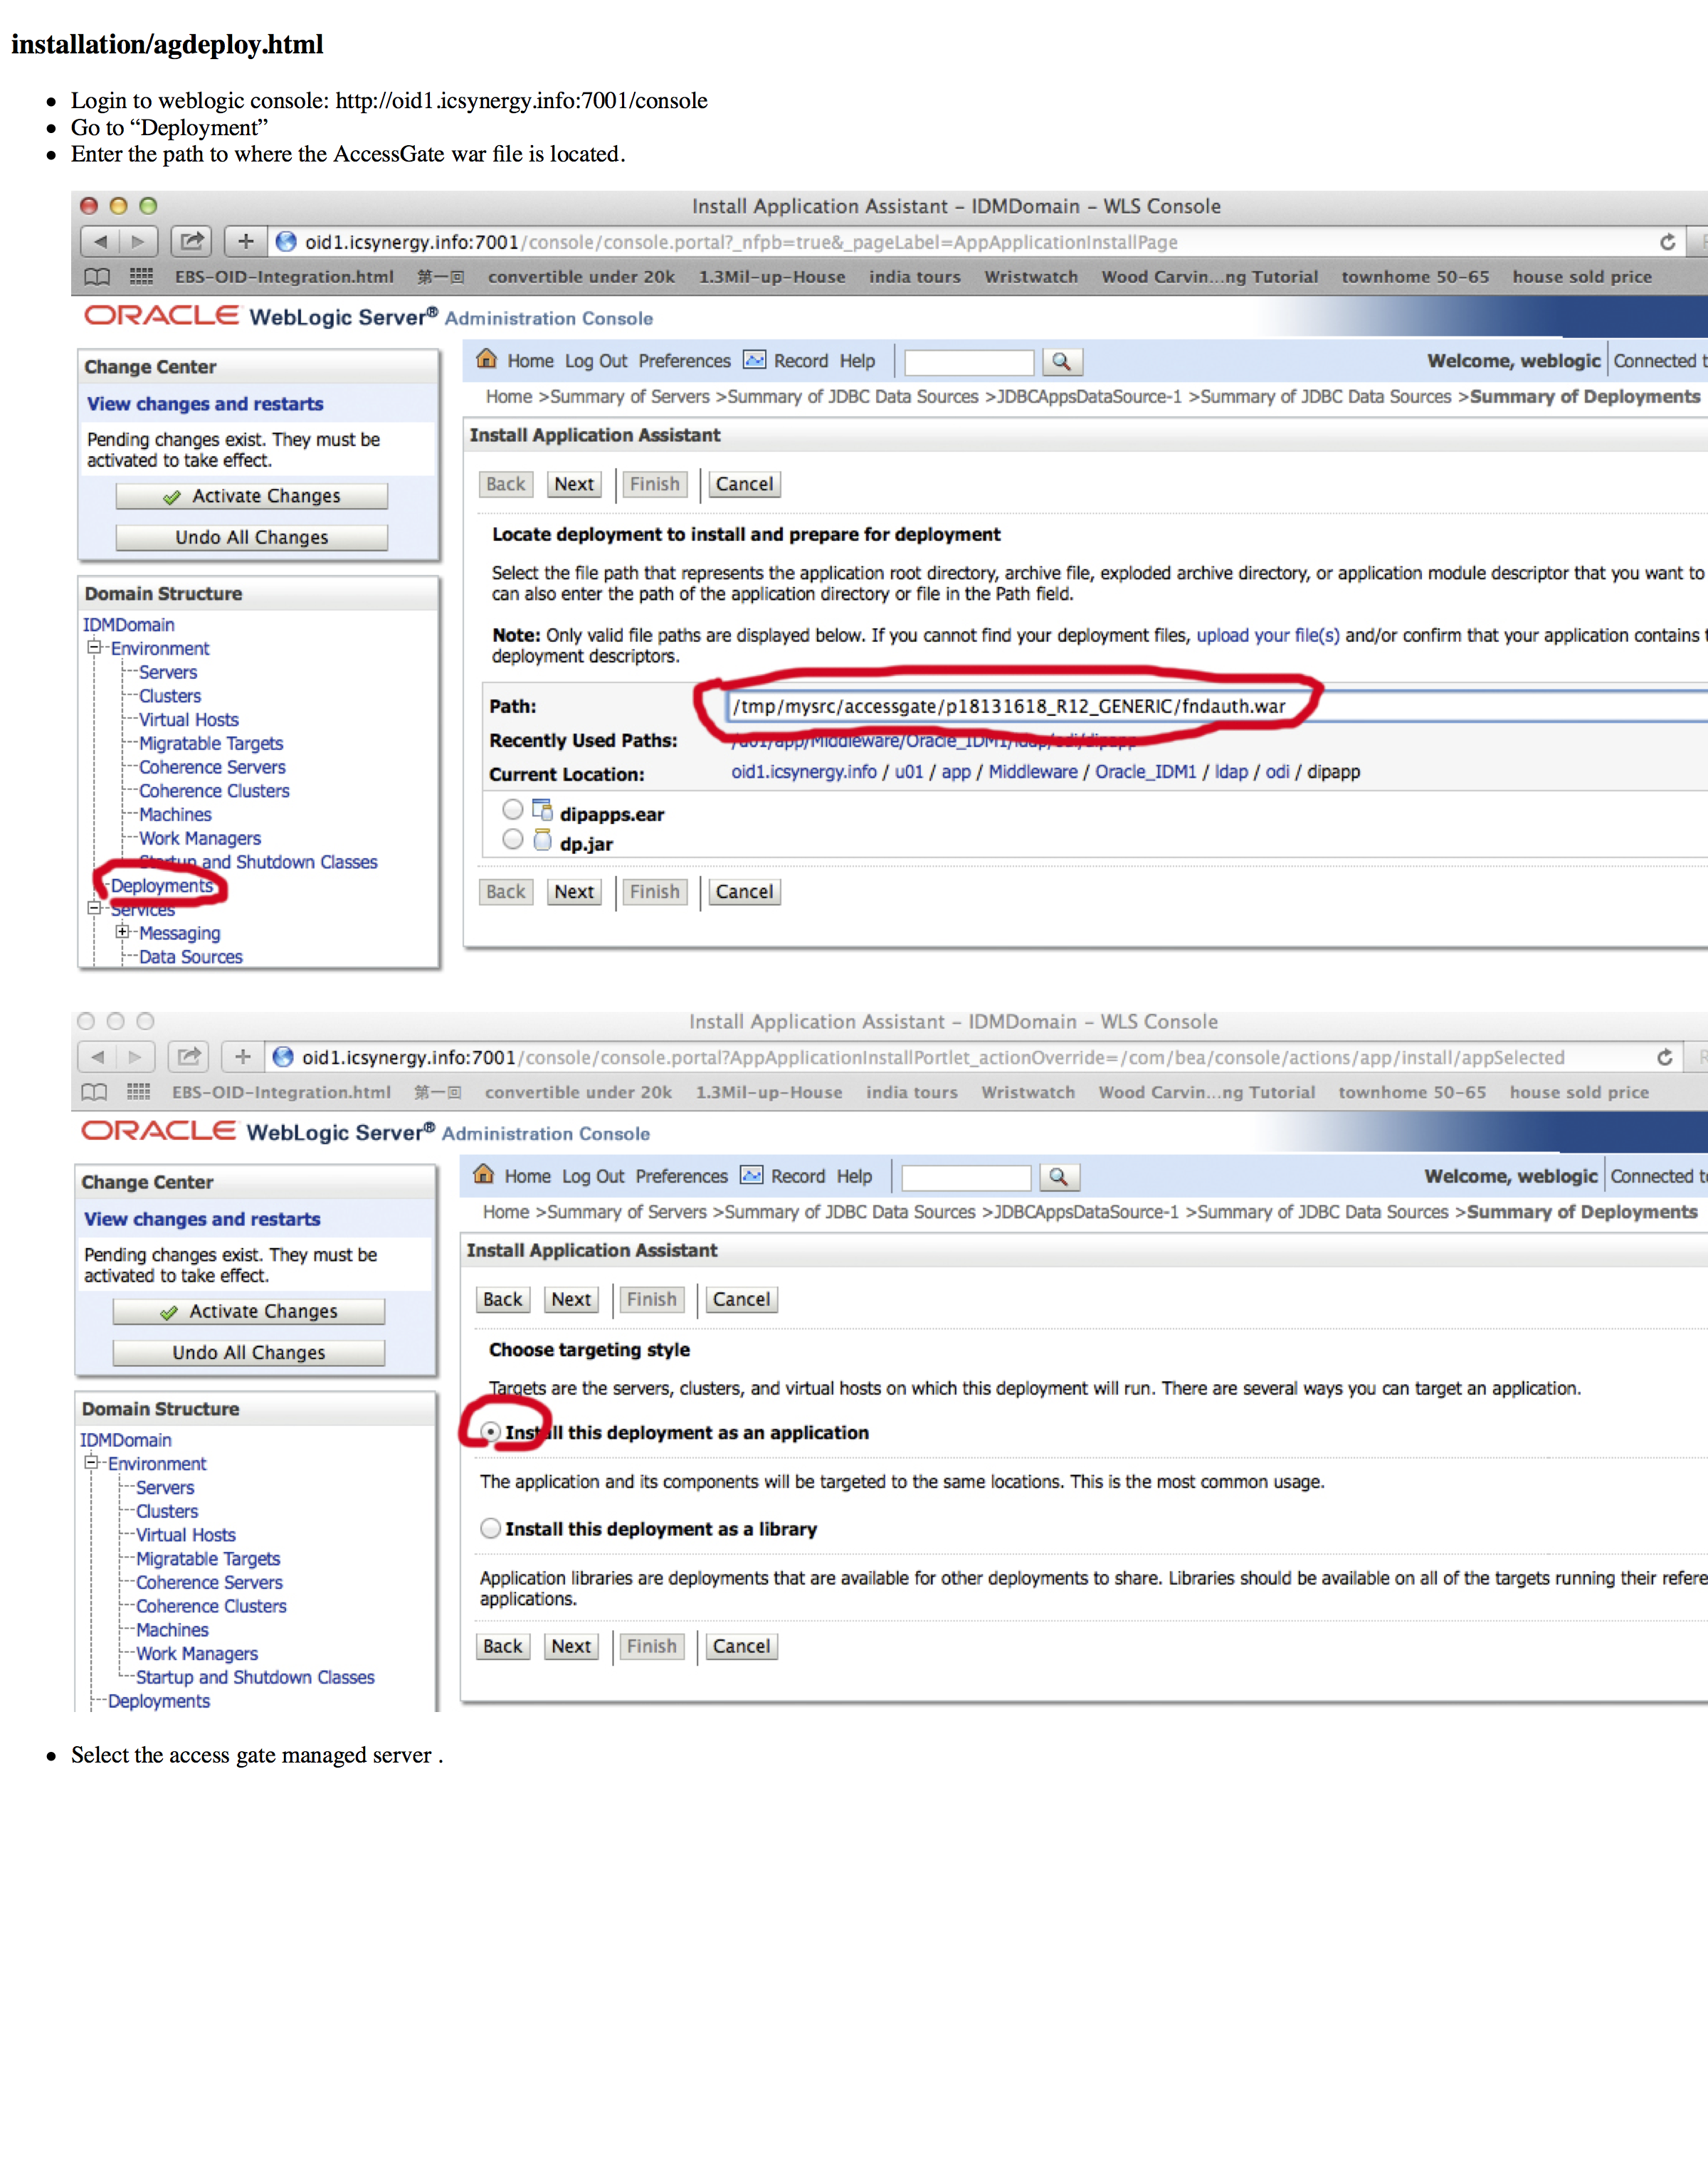 installation/agdeploy.html
• Login to weblogic console: http://oid1.icsynergy.info:7001/console
• Go to “Deployment”
• Enter the path to where the AccessGate war file is located.
Install Application Assistant – IDMDomain – WLS Console
oid1.icsynergy.info:7001/console/console.portal?_nfpb=true&_pageLabel=AppApplicationInstallPage
EBS-OID-Integration.html 第一回 convertible under 20k 1.3Mil-up-House india tours Wristwatch Wood Carvin...ng Tutorial townhome 50-65 house sold price
ORACLE WebLogic Server® Administration Console
Change Center
View changes and restarts
Pending changes exist. They must be
activated to take effect.
Activate Changes
Undo All Changes
Domain Structure
IDMDomain
Environment
Servers
Clusters
Virtual Hosts
Migratable Targets
Coherence Servers
Coherence Clusters
Machines
Work Managers
Startup and Shutdown Classes
Deployments
Services
Messaging
Data Sources
Home Log Out Preferences Record Help
Welcome, weblogic Connected t
Home >Summary of Servers >Summary of JDBC Data Sources >JDBCAppsDataSource-1 >Summary of JDBC Data Sources >Summary of Deployments
Install Application Assistant
Back Next Finish Cancel
Locate deployment to install and prepare for deployment
Select the file path that represents the application root directory, archive file, exploded archive directory, or application module descriptor that you want to
can also enter the path of the application directory or file in the Path field.
Note: Only valid file paths are displayed below. If you cannot find your deployment files, upload your file(s) and/or confirm that your application contains t
deployment descriptors.
Path: /tmp/mysrc/accessgate/p18131618_R12_GENERIC/fndauth.war
Recently Used Paths: /u01/app/Middleware/Oracle_IDM1/ldap/odi/dipapp
Current Location: oid1.icsynergy.info / u01 / app / Middleware / Oracle_IDM1 / ldap / odi / dipapp
dipapps.ear
dp.jar
Back Next Finish Cancel
Install Application Assistant – IDMDomain – WLS Console
oid1.icsynergy.info:7001/console/console.portal?AppApplicationInstallPortlet_actionOverride=/com/bea/console/actions/app/install/appSelected
EBS-OID-Integration.html 第一回 convertible under 20k 1.3Mil-up-House india tours Wristwatch Wood Carvin...ng Tutorial townhome 50-65 house sold price
ORACLE WebLogic Server® Administration Console
Change Center
View changes and restarts
Pending changes exist. They must be
activated to take effect.
Activate Changes
Undo All Changes
Domain Structure
IDMDomain
Environment
Servers
Clusters
Virtual Hosts
Migratable Targets
Coherence Servers
Coherence Clusters
Machines
Work Managers
Startup and Shutdown Classes
Deployments
Home Log Out Preferences Record Help
Welcome, weblogic Connected t
Home >Summary of Servers >Summary of JDBC Data Sources >JDBCAppsDataSource-1 >Summary of JDBC Data Sources >Summary of Deployments
Install Application Assistant
Back Next Finish Cancel
Choose targeting style
Targets are the servers, clusters, and virtual hosts on which this deployment will run. There are several ways you can target an application.
Install this deployment as an application
The application and its components will be targeted to the same locations. This is the most common usage.
Install this deployment as a library
Application libraries are deployments that are available for other deployments to share. Libraries should be available on all of the targets running their refere
applications.
Back Next Finish Cancel
• Select the access gate managed server .